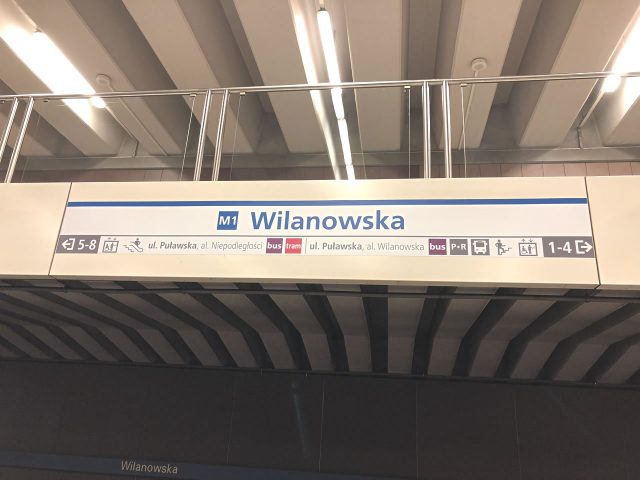 M1 Wilanowska
5-8 ul. Puławska, al. Niepodległości bus tram ul. Puławska, al. Wilanowska bus P+R 1-4
Wilanowska